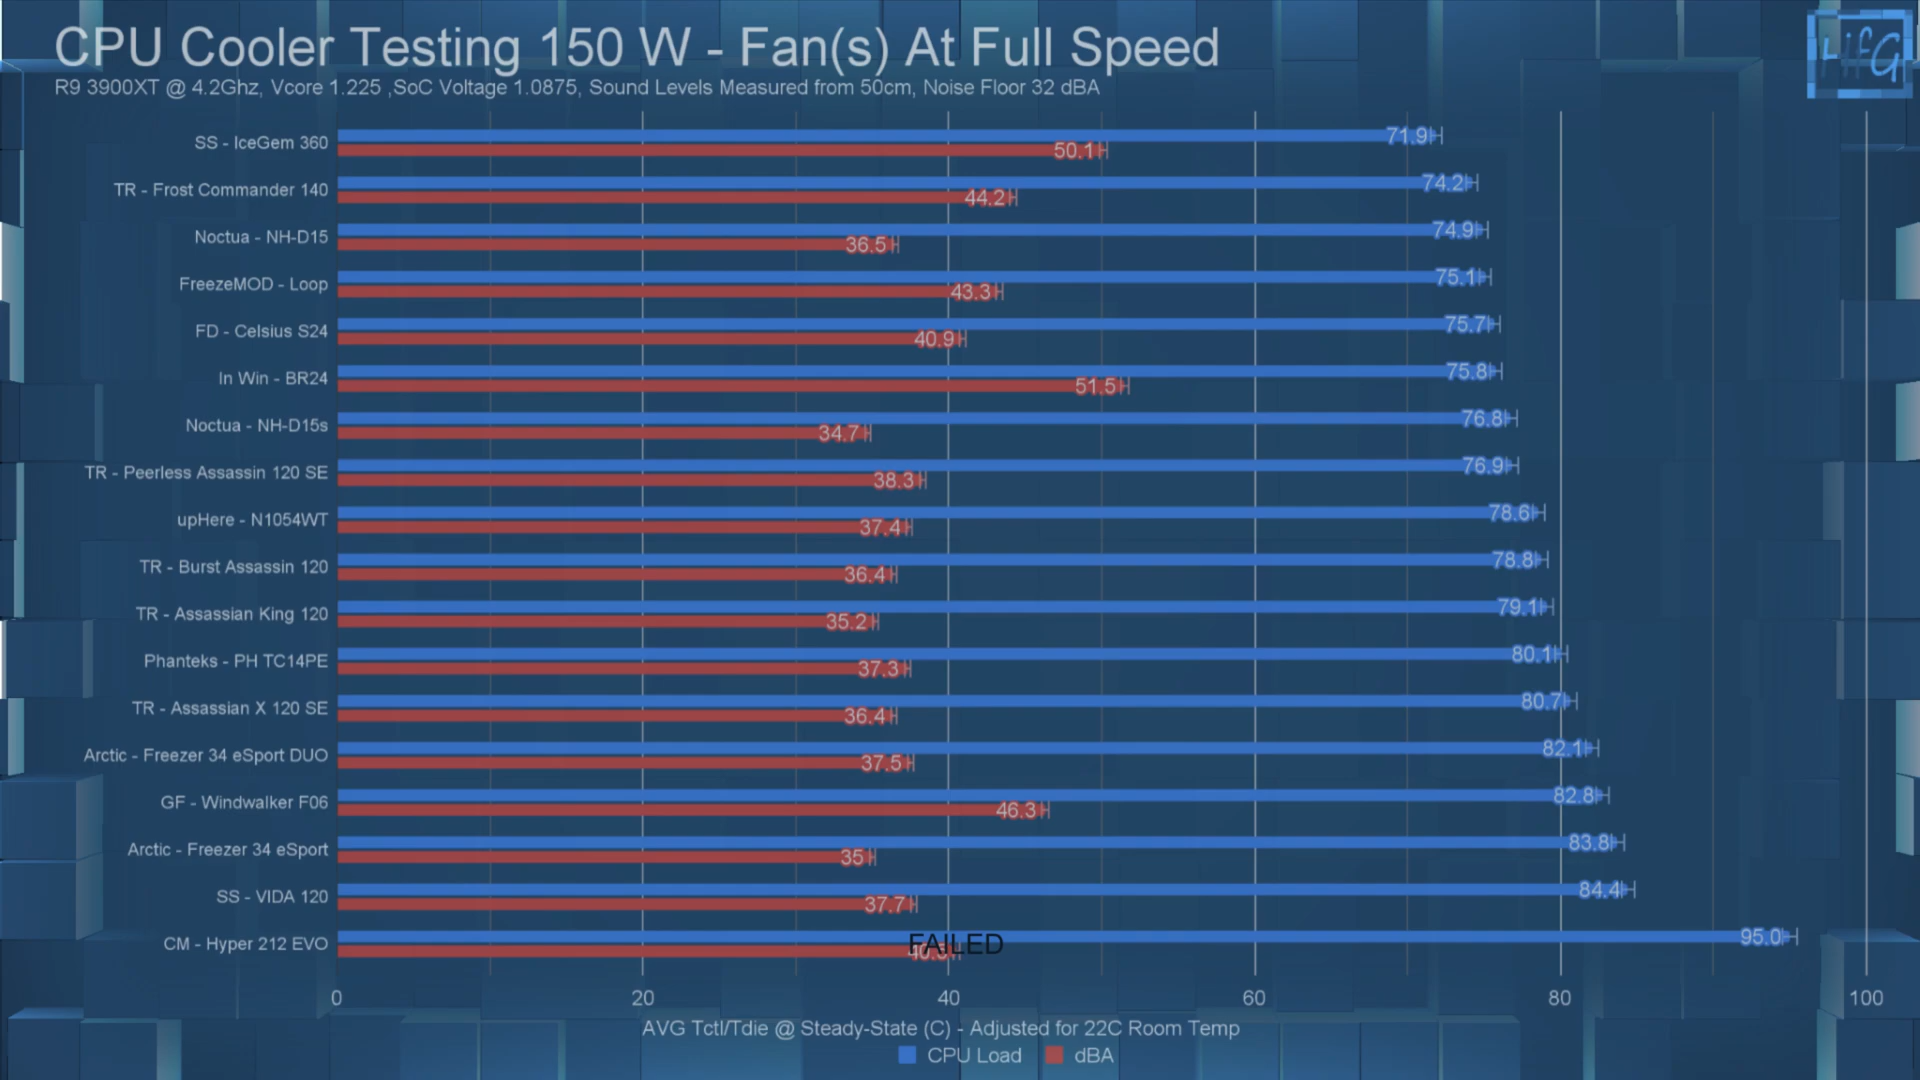 CPU Cooler Testing 150 W - Fan(s) At Full Speed
R9 3900XT @ 4.2Ghz, Vcore 1.225 ,SoC Voltage 1.0875, Sound Levels Measured from 50cm, Noise Floor 32 dBA
LifG
SS - IceGem 360 71.9
50.1
TR - Frost Commander 140 74.2
44.2
Noctua - NH-D15 74.9
36.5
FreezeMOD - Loop 75.1
43.3
FD - Celsius S24 75.7
40.9
In Win - BR24 75.8
51.5
Noctua - NH-D15s 76.8
34.7
TR - Peerless Assassin 120 SE 76.9
38.3
upHere - N1054WT 78.6
37.4
TR - Burst Assassin 120 78.8
36.4
TR - Assassian King 120 79.1
35.2
Phanteks - PH TC14PE 80.1
37.3
TR - Assassian X 120 SE 80.7
36.4
Arctic - Freezer 34 eSport DUO 82.1
37.5
GF - Windwalker F06 82.8
46.3
Arctic - Freezer 34 eSport 83.8
35
SS - VIDA 120 84.4
37.7
CM - Hyper 212 EVO 95.0
FAILED
0 20 40 60 80 100
AVG Tctl/Tdie @ Steady-State (C) - Adjusted for 22C Room Temp
CPU Load dBA